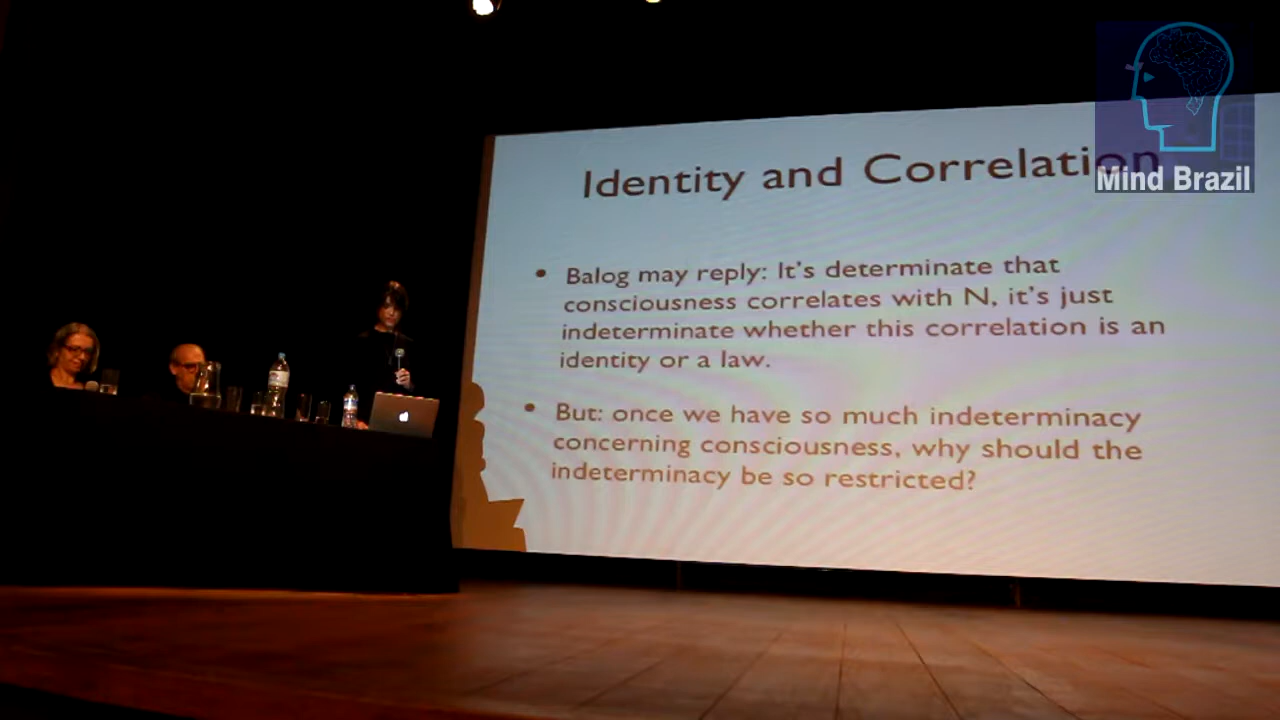 Identity and Correlation
Mind Brazil
• Balog may reply: It's determinate that
consciousness correlates with N, it's just
indeterminate whether this correlation is an
identity or a law.
• But: once we have so much indeterminacy
concerning consciousness, why should the
indeterminacy be so restricted?